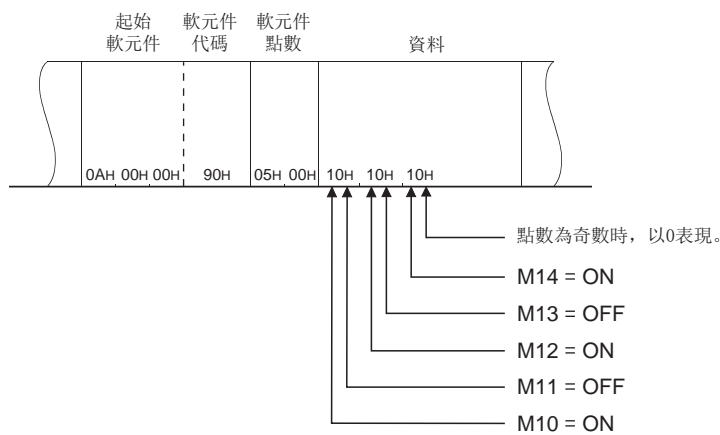 起始
軟元件
軟元件
代碼
軟元件
點數
資料
0AH 00H 00H 90H 05H 00H 10H 10H 10H
點數為奇數時，以0表現。
M14 = ON
M13 = OFF
M12 = ON
M11 = OFF
M10 = ON